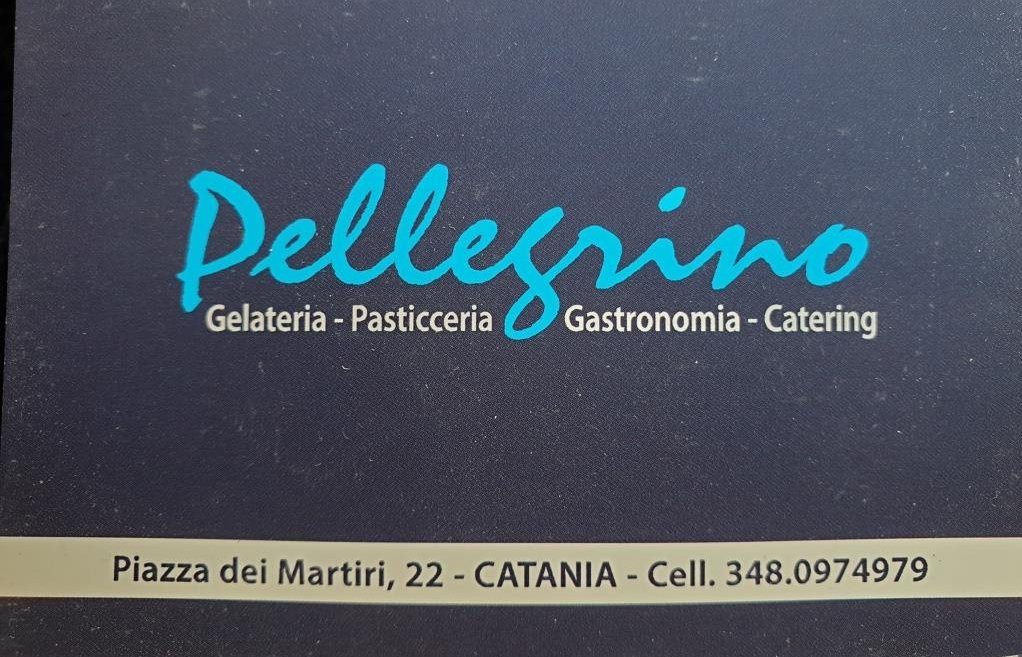 Pellegrino
Gelateria - Pasticceria Gastronomia - Catering
Piazza dei Martiri, 22 - CATANIA - Cell. 348.0974979